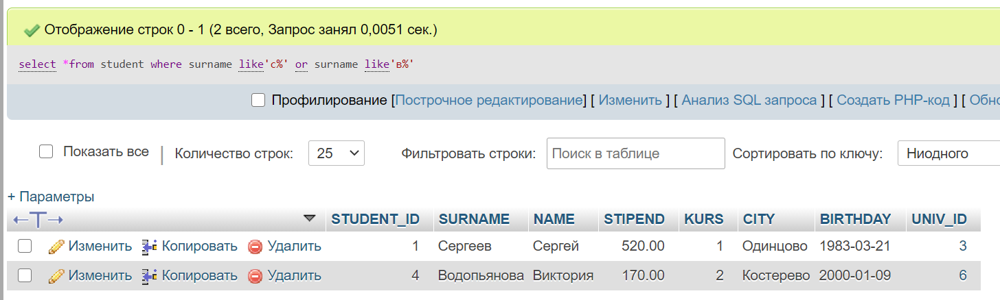 Отображение строк 0 - 1 (2 всего, Запрос занял 0,0051 сек.)
select *from student where surname like'с%' or surname like'в%'
Профилирование [Построчное редактирование] [ Изменить ] [ Анализ SQL запроса ] [ Создать PHP-код ] [ Обно
Показать все | Количество строк: 25 Фильтровать строки: Поиск в таблице Сортировать по ключу: Ниодного
+ Параметры
←T→ STUDENT_ID SURNAME NAME STIPEND KURS CITY BIRTHDAY UNIV_ID
Изменить Копировать Удалить 1 Сергеев Сергей 520.00 1 Одинцово 1983-03-21 3
Изменить Копировать Удалить 4 Водопьянова Виктория 170.00 2 Костерево 2000-01-09 6